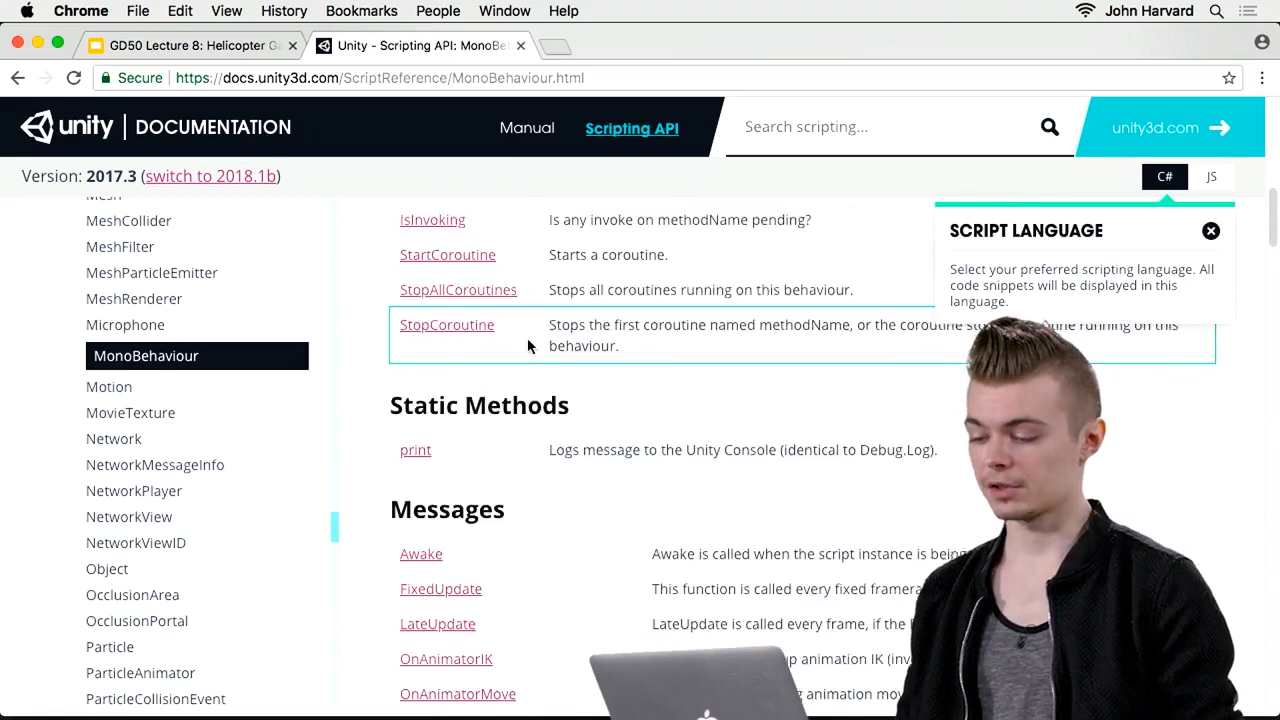 Chrome File Edit View History Bookmarks People Window Help John Harvard
GD50 Lecture 8: Helicopter Ga
Unity - Scripting API: MonoBe
Secure https://docs.unity3d.com/ScriptReference/MonoBehaviour.html
unity DOCUMENTATION Manual Scripting API Search scripting... unity3d.com
Version: 2017.3 (switch to 2018.1b) C# JS
MeshCollider
MeshFilter
MeshParticleEmitter
MeshRenderer
Microphone
MonoBehaviour
Motion
MovieTexture
Network
NetworkMessageInfo
NetworkPlayer
NetworkView
NetworkViewID
Object
OcclusionArea
OcclusionPortal
Particle
ParticleAnimator
ParticleCollisionEvent
IsInvoking Is any invoke on methodName pending?
StartCoroutine Starts a coroutine.
StopAllCoroutines Stops all coroutines running on this behaviour.
StopCoroutine Stops the first coroutine named methodName, or the coroutine running on this
behaviour.
Static Methods
print Logs message to the Unity Console (identical to Debug.Log).
Messages
Awake Awake is called when the script instance is being
FixedUpdate This function is called every fixed
LateUpdate LateUpdate is called every frame, if the
OnAnimatorIK animation IK
OnAnimatorMove animation
SCRIPT LANGUAGE
Select your preferred scripting language. All
code snippets will be displayed in this
language.